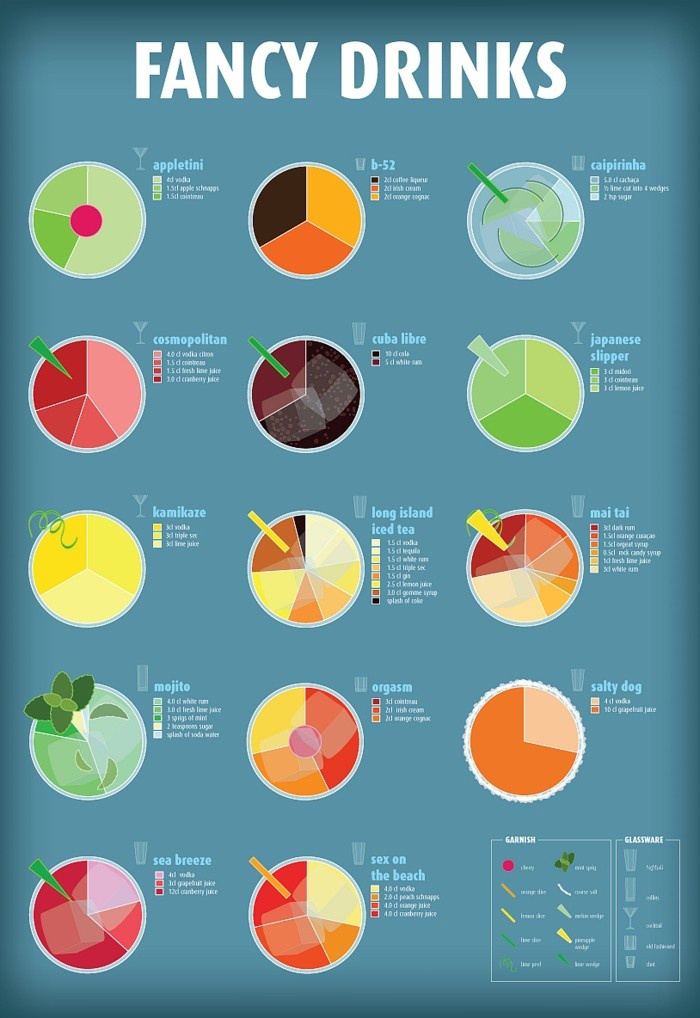 FANCY DRINKS
appletini
4cl vodka
1.5cl apple schnapps
1.5cl cointeau
b-52
2cl coffee liqueur
2cl irish cream
2cl orange cognac
caipirinha
5.0 cl cachaça
½ lime cut into 4 wedges
2 tsp sugar
cosmopolitan
4.0 cl vodka citron
1.5 cl cointeau
1.5 cl fresh lime juice
3.0 cl cranberry juice
cuba libre
10 cl cola
5 cl white rum
japanese
slipper
3 cl midori
3 cl cointeau
3 cl lemon juice
kamikaze
3cl vodka
3cl triple sec
3cl lime juice
long island
iced tea
1.5 cl vodka
1.5 cl tequila
1.5 cl white rum
1.5 cl triple sec
1.5 cl gin
2.5 cl lemon juice
3.0 cl gomme syrup
splash of coke
mai tai
3cl dark rum
1.5cl orange curaçao
1.5cl orgeat syrup
0.5cl rock candy syrup
1cl fresh lime juice
3cl white rum
mojito
4.0 cl white rum
3.0 cl fresh lime juice
3 sprigs of mint
2 teaspoons sugar
splash of soda water
orgasm
3cl cointeau
2cl irish cream
2cl orange cognac
salty dog
4 cl vodka
10 cl grapefruit juice
sea breeze
4cl vodka
3cl grapefruit juice
12cl cranberry juice
sex on
the beach
4.0 cl vodka
2.0 cl peach schnapps
4.0 cl orange juice
4.0 cl cranberry juice
GARNISH
cherry
orange slice
lemon slice
lime slice
lime peel
mint sprig
coarse salt
melon wedge
pineapple
wedge
lime wedge
GLASSWARE
highball
collins
cocktail
old fashioned
shot